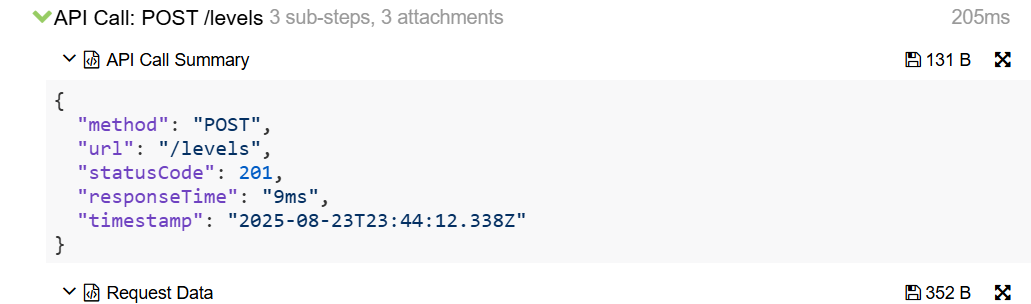 API Call: POST /levels 3 sub-steps, 3 attachments 205ms
API Call Summary 131 B
{
  "method": "POST",
  "url": "/levels",
  "statusCode": 201,
  "responseTime": "9ms",
  "timestamp": "2025-08-23T23:44:12.338Z"
}
Request Data 352 B